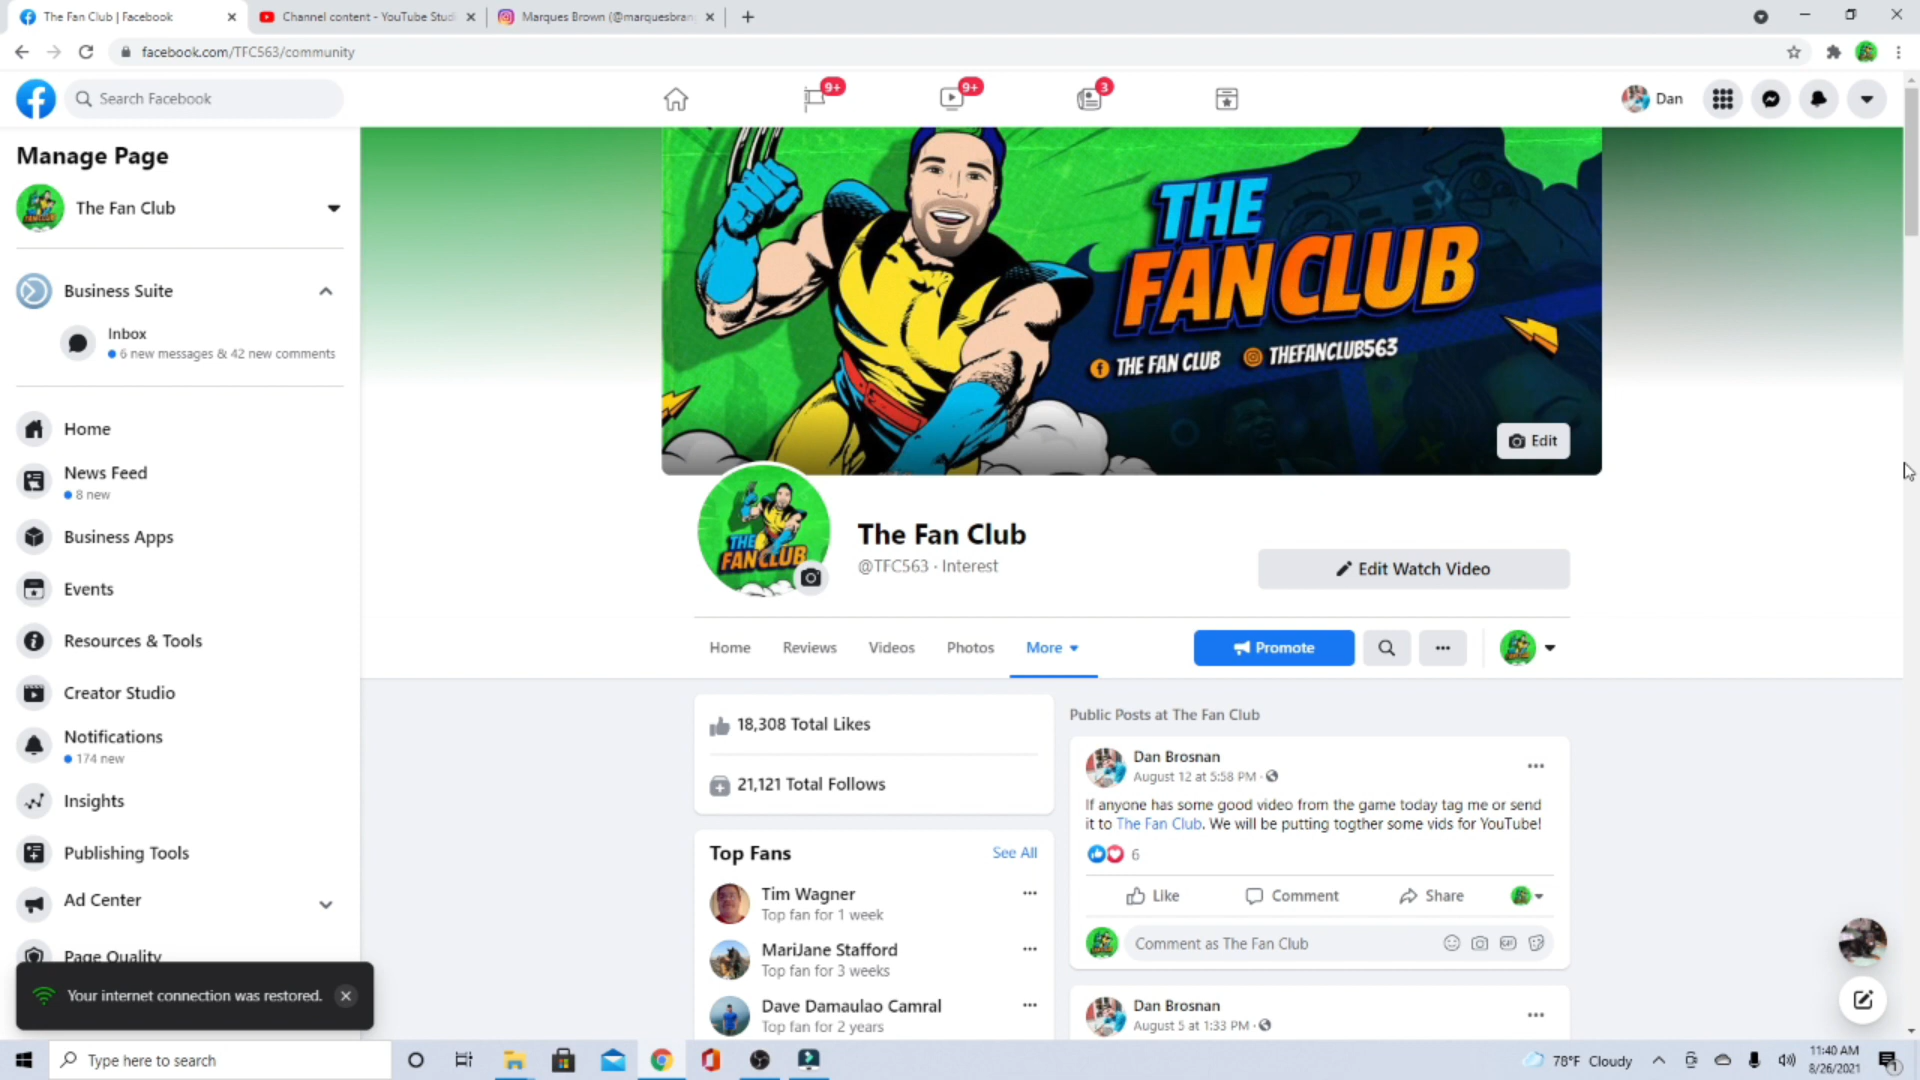 The Fan Club | Facebook
Channel content - YouTube Studi
Marques Brown (@marquesbran
facebook.com/TFC563/community
Search Facebook
9+
9+
3
Dan
Manage Page
The Fan Club
Business Suite
Inbox
6 new messages & 42 new comments
Home
News Feed
8 new
Business Apps
Events
Resources & Tools
Creator Studio
Notifications
174 new
Insights
Publishing Tools
Ad Center
Page Quality
Your internet connection was restored.
THE
FAN CLUB
THE FAN CLUB THEFANCLUB563
Edit
THE
FAN CLUB
The Fan Club
@TFC563 · Interest
Edit Watch Video
Home Reviews Videos Photos More
Promote
18,308 Total Likes
21,121 Total Follows
Top Fans See All
Tim Wagner
Top fan for 1 week
MariJane Stafford
Top fan for 3 weeks
Dave Damaulao Camral
Top fan for 2 years
Public Posts at The Fan Club
Dan Brosnan
August 12 at 5:58 PM ·
If anyone has some good video from the game today tag me or send
it to The Fan Club. We will be putting togther some vids for YouTube!
6
Like Comment Share
Comment as The Fan Club
GIF
Dan Brosnan
August 5 at 1:33 PM ·
Type here to search
78°F Cloudy
11:40 AM
8/26/2021
1